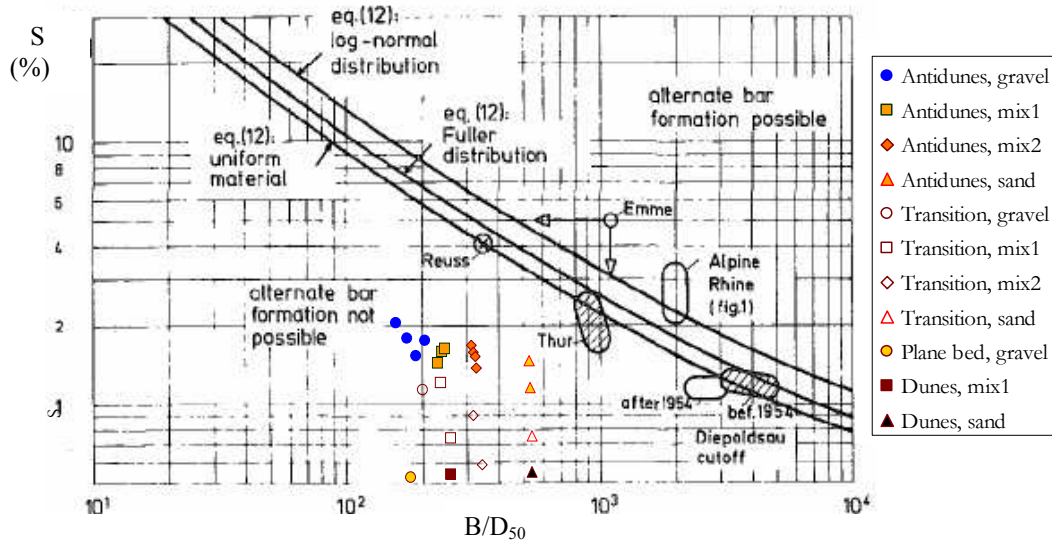 S
(%)
eq.(12):
log-normal
distribution
eq.(12):
Fuller
distribution
eq.(12):
uniform
material
alternate bar
formation possible
Emme
Reuss
Alpine
Rhine
(fig.1)
alternate bar
formation not
possible
Thur
after 1954
bef. 1954
Diepoldsau
cutoff
10
8
6
4
2
1
S
10¹
10²
10³
10⁴
B/D₅₀
Antidunes, gravel
Antidunes, mix1
Antidunes, mix2
Antidunes, sand
Transition, gravel
Transition, mix1
Transition, mix2
Transition, sand
Plane bed, gravel
Dunes, mix1
Dunes, sand